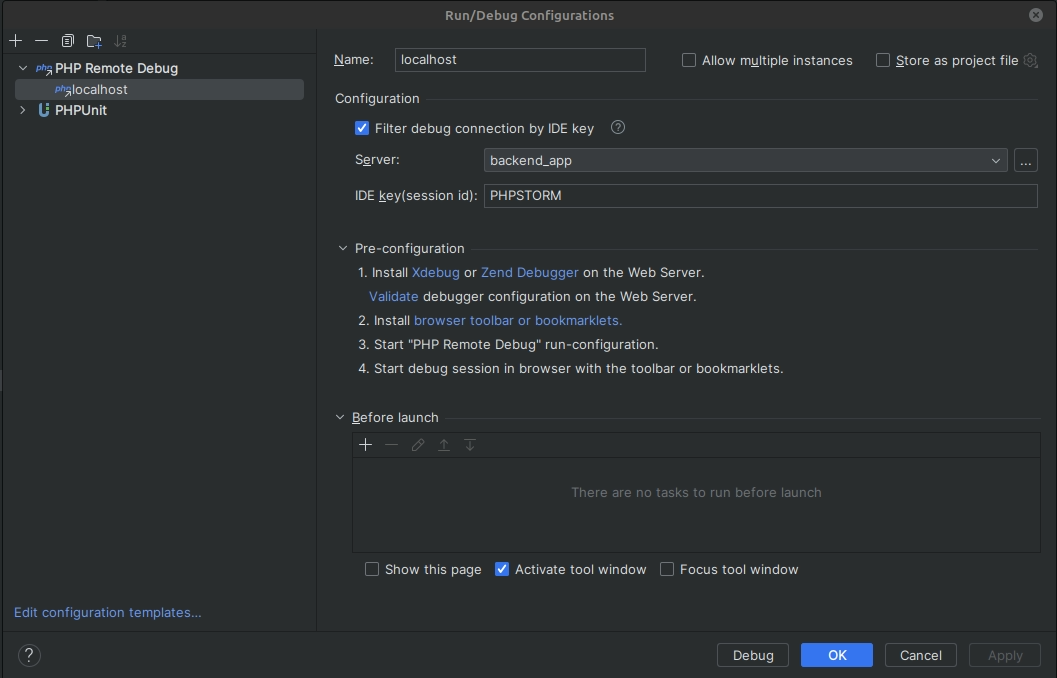 Run/Debug Configurations
php PHP Remote Debug
php localhost
PHPUnit
Edit configuration templates...
Name: localhost Allow multiple instances Store as project file
Configuration
Filter debug connection by IDE key ?
Server: backend_app ...
IDE key(session id): PHPSTORM
Pre-configuration
1. Install Xdebug or Zend Debugger on the Web Server.
Validate debugger configuration on the Web Server.
2. Install browser toolbar or bookmarklets.
3. Start "PHP Remote Debug" run-configuration.
4. Start debug session in browser with the toolbar or bookmarklets.
Before launch
There are no tasks to run before launch
Show this page Activate tool window Focus tool window
? Debug OK Cancel Apply